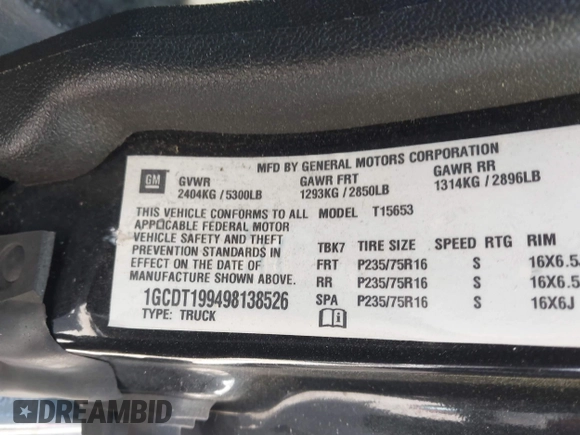 MFD BY GENERAL MOTORS CORPORATION
GM
GVWR GAWR FRT GAWR RR
2404KG / 5300LB 1293KG / 2850LB 1314KG / 2896LB
THIS VEHICLE CONFORMS TO ALL MODEL T15653
APPLICABLE FEDERAL MOTOR
VEHICLE SAFETY AND THEFT
PREVENTION STANDARDS IN TBK7 TIRE SIZE SPEED RTG RIM
EFFECT ON THE DATE OF FRT P235/75R16 S 16X6.5J
MANUFACTURE SHOWN ABOVE. RR P235/75R16 S 16X6.5
1GCDT199498138526 SPA P235/75R16 S 16X6J
TYPE: TRUCK
DREAMBID